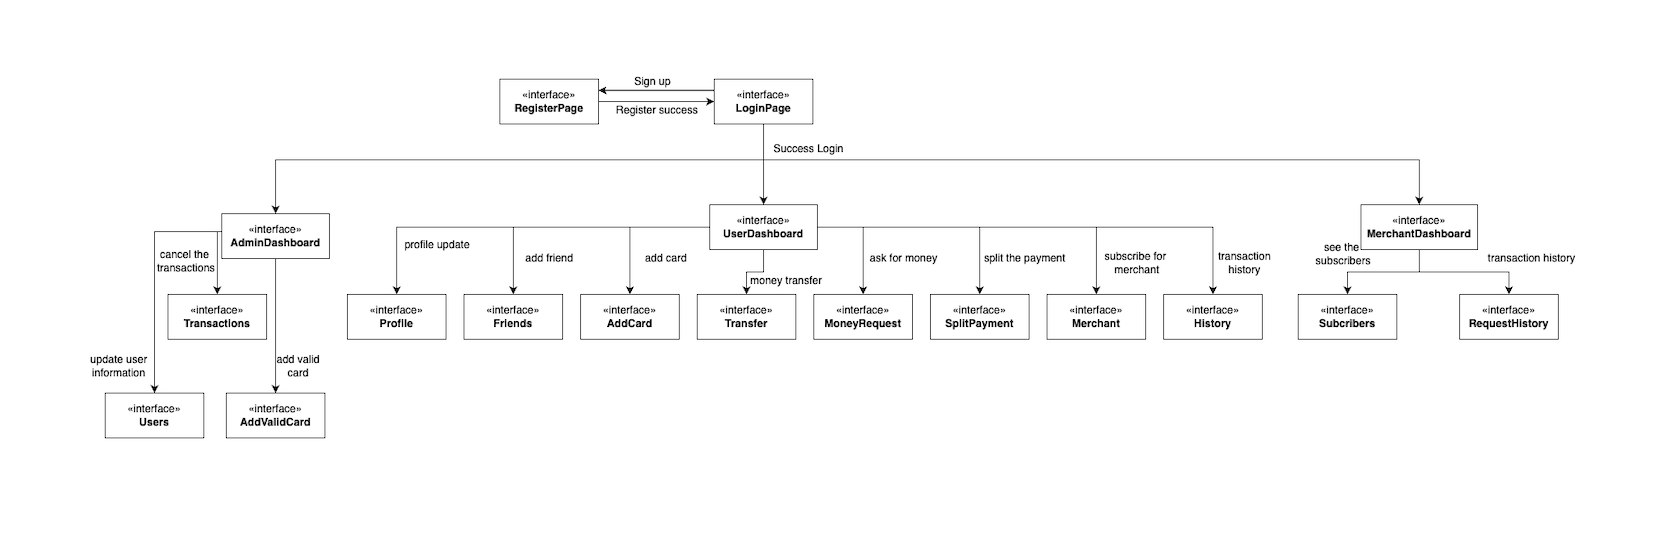 Sign up
«interface»
RegisterPage
«interface»
LoginPage
Register success
Success Login
«interface»
AdminDashboard
«interface»
UserDashboard
«interface»
MerchantDashboard
cancel the
transactions
profile update
add friend
add card
money transfer
ask for money
split the payment
subscribe for
merchant
transaction
history
see the
subscribers
transaction history
«interface»
Transactions
«interface»
Profile
«interface»
Friends
«interface»
AddCard
«interface»
Transfer
«interface»
MoneyRequest
«interface»
SplitPayment
«interface»
Merchant
«interface»
History
«interface»
Subcribers
«interface»
RequestHistory
update user
information
add valid
card
«interface»
Users
«interface»
AddValidCard